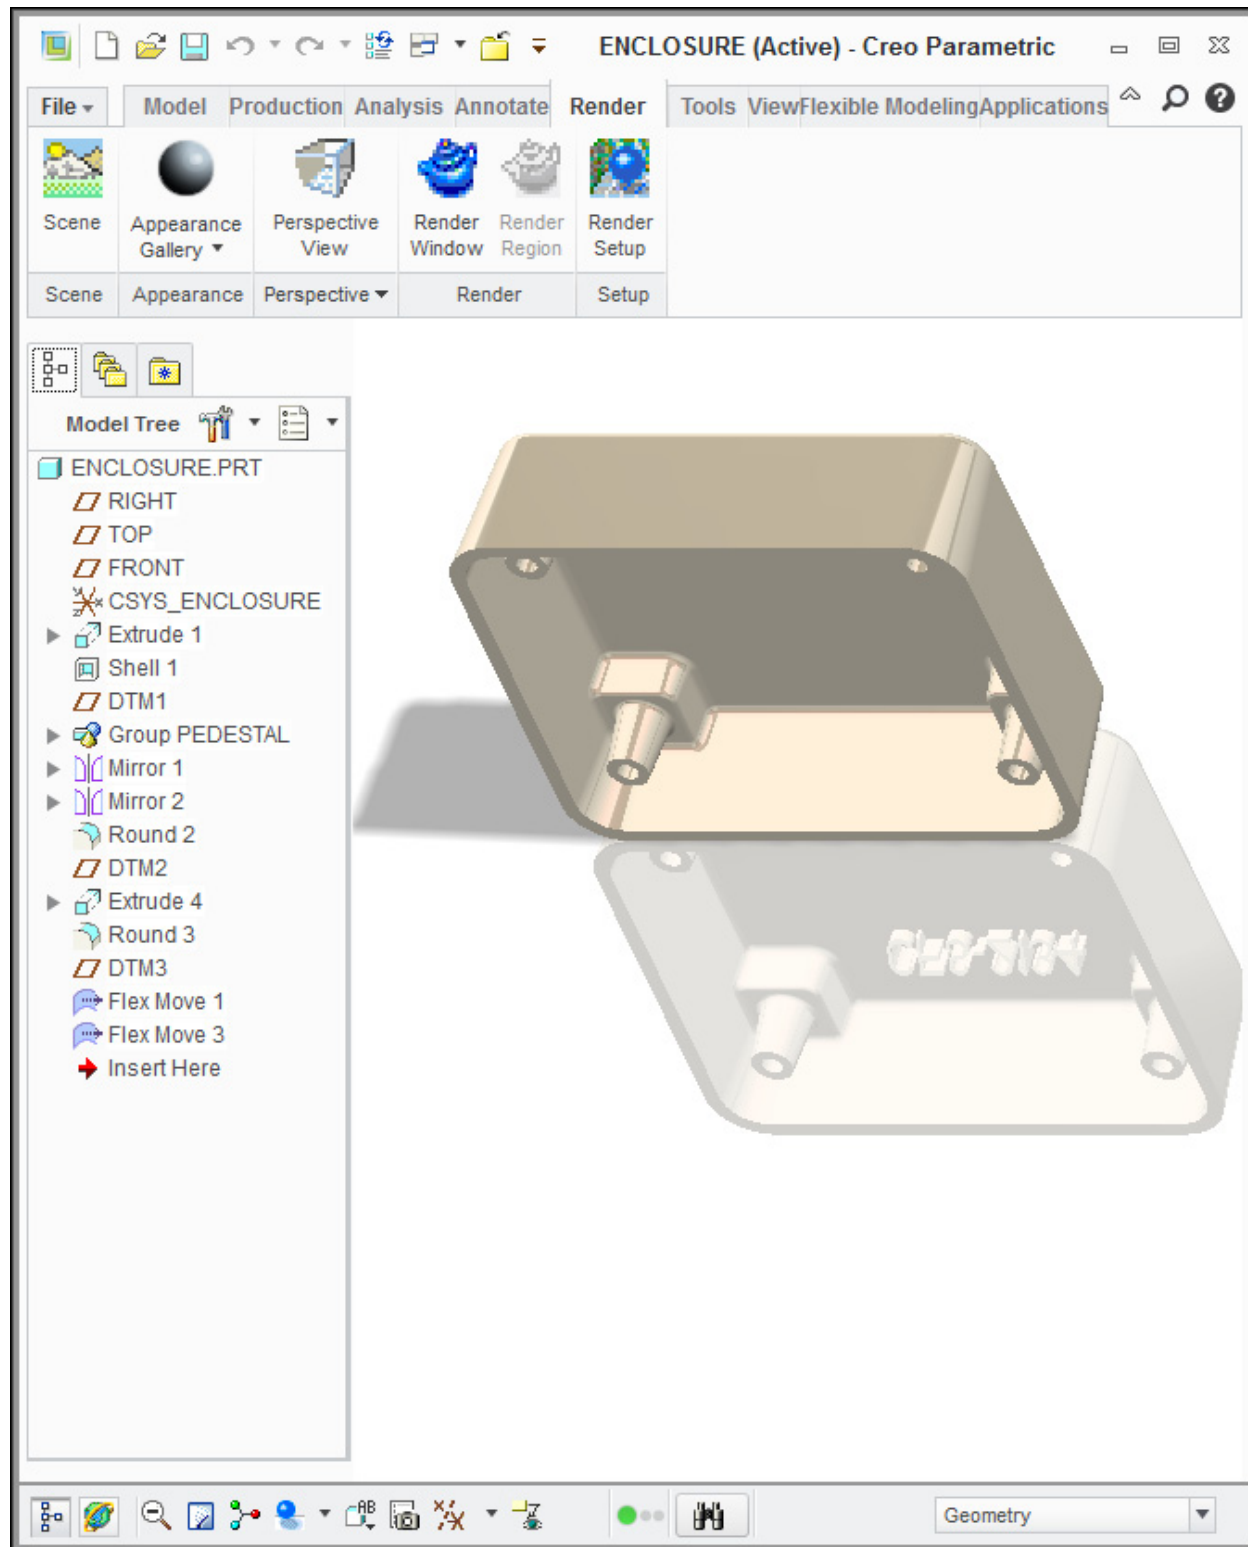 ENCLOSURE (Active) - Creo Parametric
File Model Production Analysis Annotate Render Tools View Flexible Modeling Applications
Scene
Appearance Gallery
Perspective View
Render Window
Render Region
Render Setup
Scene Appearance Perspective Render Setup
Model Tree
ENCLOSURE.PRT
RIGHT
TOP
FRONT
CSYS_ENCLOSURE
Extrude 1
Shell 1
DTM1
Group PEDESTAL
Mirror 1
Mirror 2
Round 2
DTM2
Extrude 4
Round 3
DTM3
Flex Move 1
Flex Move 3
Insert Here
Geometry